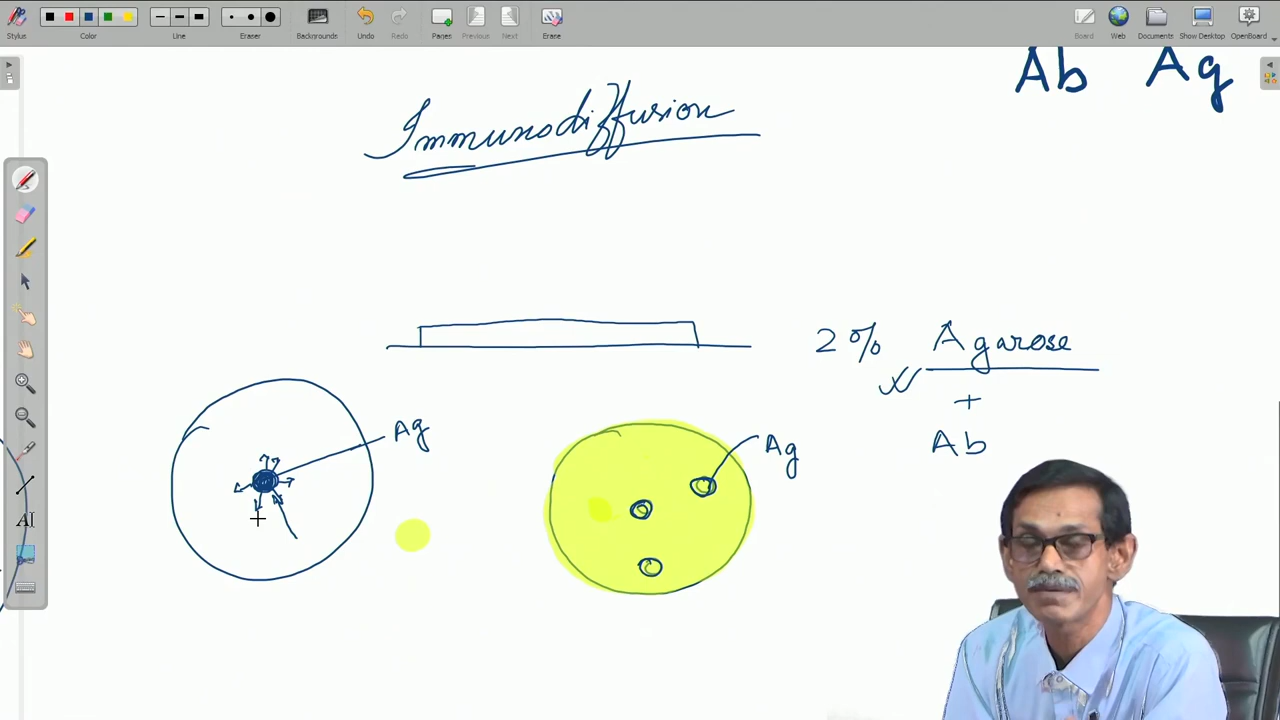 Stylus
Color
Line
Eraser
Backgrounds
Undo
Redo
Pages
Previous
Next
Erase
Board
Web
Documents
Show Desktop
OpenBoard
Ab Ag
Immunodiffusion
2% Agarose
+
Ab
Ag
Ag
AI